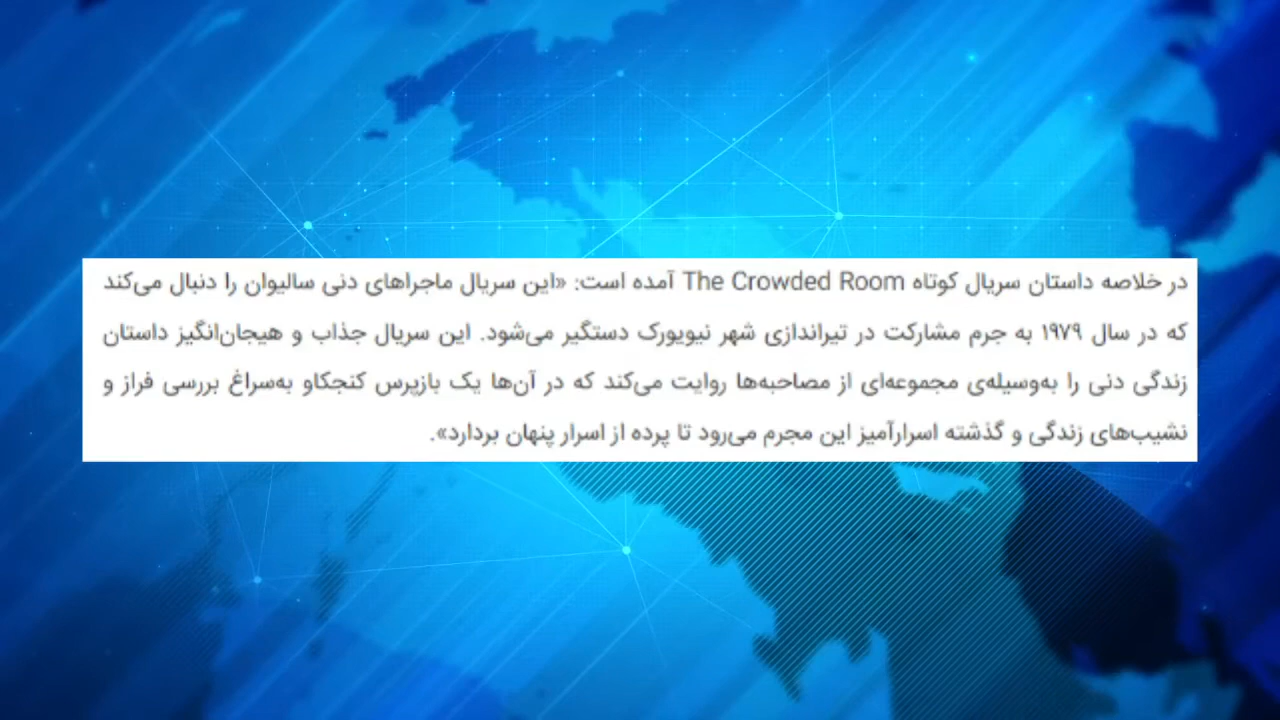 در خلاصه داستان سریال کوتاه The Crowded Room آمده است: «این سریال ماجراهای دنی سالیوان را دنبال می‌کند
که در سال ۱۹۷۹ به جرم مشارکت در تیراندازی شهر نیویورک دستگیر می‌شود. این سریال جذاب و هیجان‌انگیز داستان
زندگی دنی را به‌وسیله‌ی مجموعه‌ای از مصاحبه‌ها روایت می‌کند که در آن‌ها یک بازپرس کنجکاو به‌سراغ بررسی فراز و
نشیب‌های زندگی و گذشته اسرارآمیز این مجرم می‌رود تا پرده از اسرار پنهان بردارد».